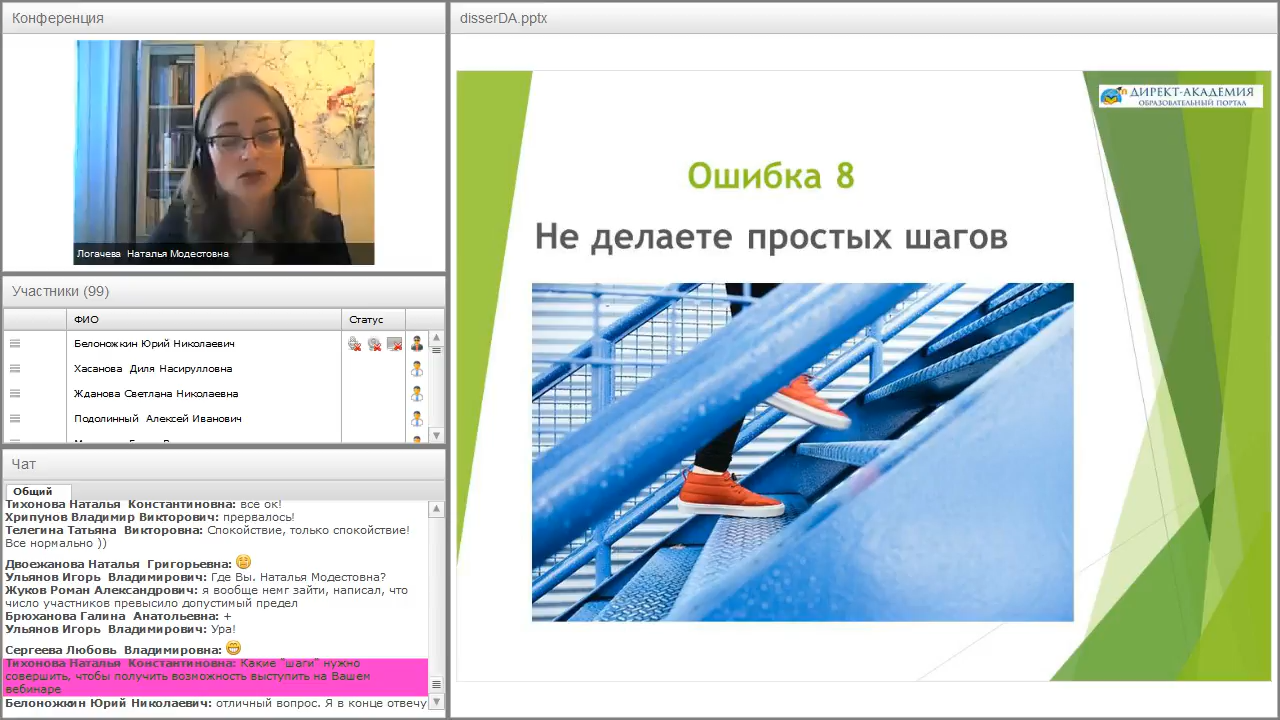 Конференция
Логачева Наталья Модестовна
Участники (99)
ФИО
Статус
Белоножкин Юрий Николаевич
Хасанова Диля Насирулловна
Жданова Светлана Николаевна
Подолинный Алексей Иванович
Чат
Общий
Тихонова Наталья Константиновна: все ок!
Хрипунов Владимир Викторович: прервалось!
Телегина Татьяна Викторовна: Спокойствие, только спокойствие!
Все нормально ))
Двоежанова Наталья Григорьевна:
Ульянов Игорь Владимирович: Где Вы. Наталья Модестовна?
Жуков Роман Александрович: я вообще немг зайти, написал, что
число участников превысило допустимый предел
Брюханова Галина Анатольевна: +
Ульянов Игорь Владимирович: Ура!
Сергеева Любовь Владимировна:
Тихонова Наталья Константиновна: Какие "шаги" нужно
совершить, чтобы получить возможность выступить на Вашем
вебинаре
Белоножкин Юрий Николаевич: отличный вопрос. Я в конце отвечу
disserDA.pptx
ДИРЕКТ-АКАДЕМИЯ
ОБРАЗОВАТЕЛЬНЫЙ ПОРТАЛ
Ошибка 8
Не делаете простых шагов